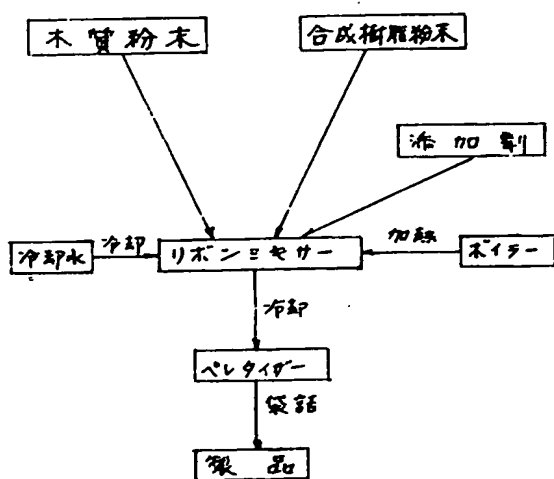 木質粉末
合成樹脂粉末
添加剤
冷却水
冷却
リボンミキサー
加熱
ボイラー
冷却
ペレタイザー
袋詰
製品